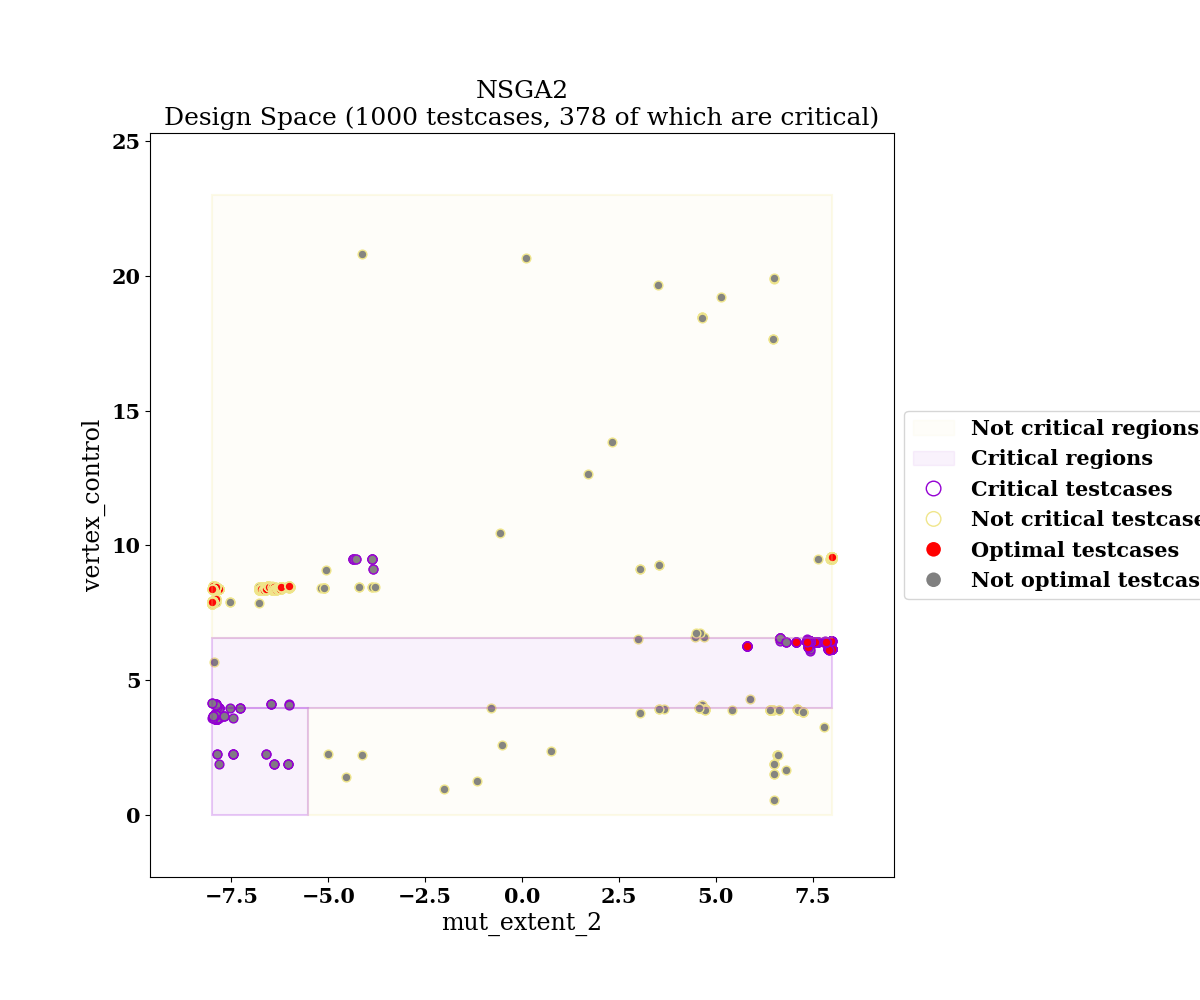 NSGA2
Design Space (1000 testcases, 378 of which are critical)
25
20
15
10
5
0
vertex_control
−7.5 −5.0 −2.5 0.0 2.5 5.0 7.5
mut_extent_2
Not critical regions
Critical regions
Critical testcases
Not critical testcase
Optimal testcases
Not optimal testcas